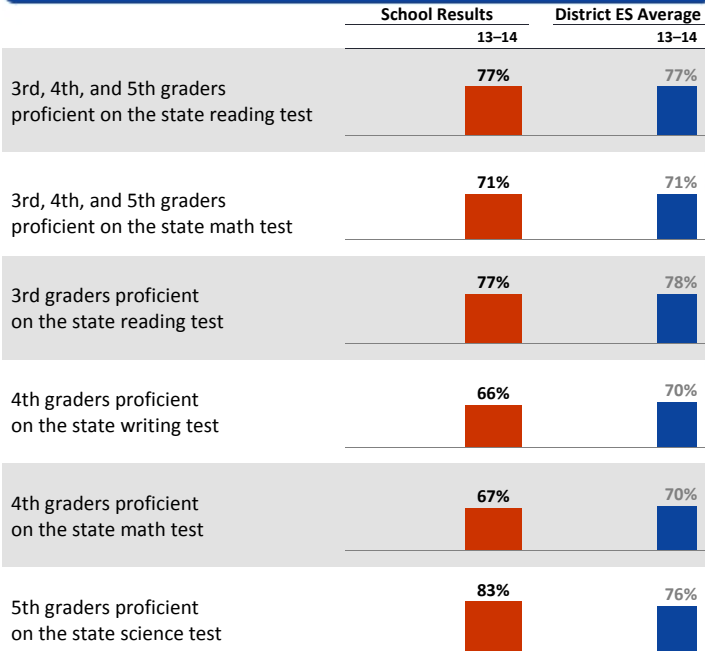 School Results District ES Average
13–14 13–14
77% 77%
3rd, 4th, and 5th graders
proficient on the state reading test
71% 71%
3rd, 4th, and 5th graders
proficient on the state math test
77% 78%
3rd graders proficient
on the state reading test
66% 70%
4th graders proficient
on the state writing test
67% 70%
4th graders proficient
on the state math test
83% 76%
5th graders proficient
on the state science test